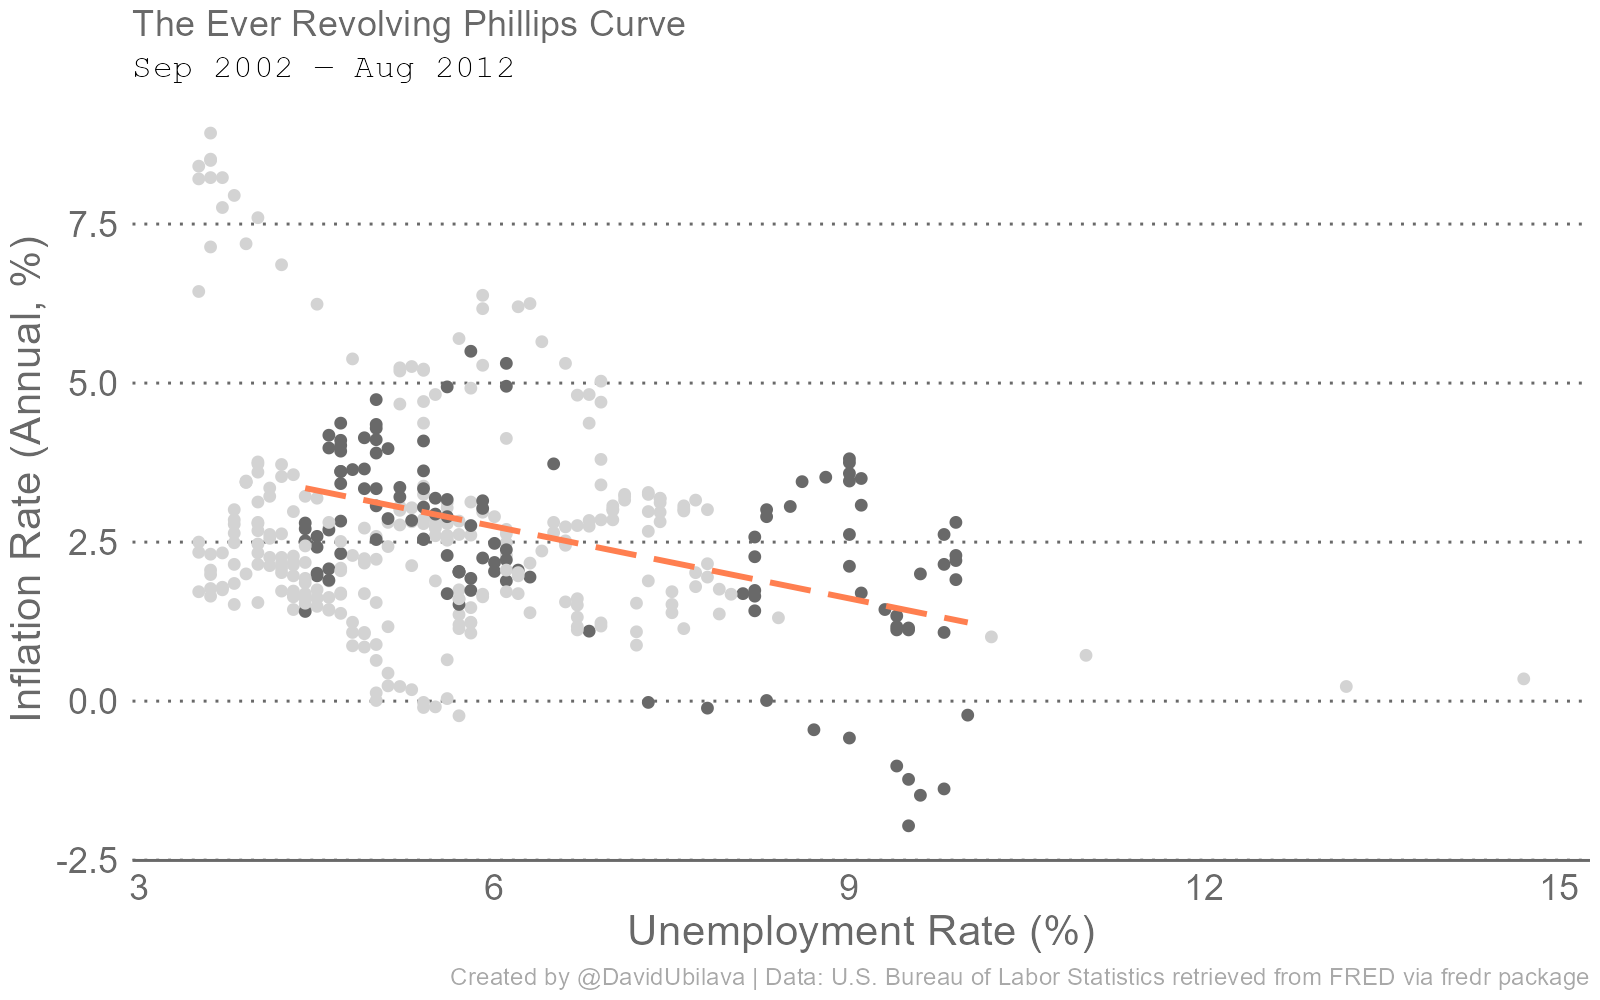 The Ever Revolving Phillips Curve
Sep 2002 — Aug 2012
Inflation Rate (Annual, %)
7.5
5.0
2.5
0.0
-2.5
3 6 9 12 15
Unemployment Rate (%)
Created by @DavidUbilava | Data: U.S. Bureau of Labor Statistics retrieved from FRED via fredr package